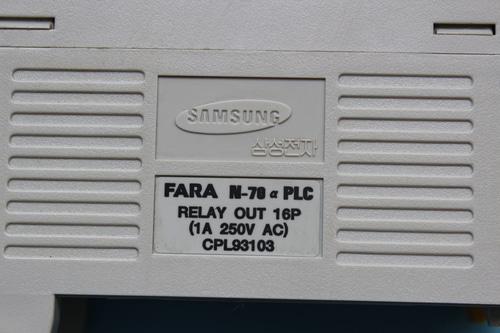 SAMSUNG
삼성전자
FARA N-70 α PLC
RELAY OUT 16P
(1A 250V AC)
CPL93103